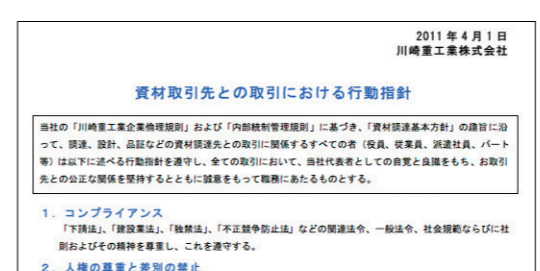 2011年4月1日
川崎重工業株式会社
資材取引先との取引における行動指針
当社の「川崎重工業企業倫理規則」および「内部統制管理規則」に基づき、「資材調達基本方針」の趣旨に沿
って、調達、設計、品証などの資材調達先との取引に関係するすべての者（役員、従業員、派遣社員、パート
等）は以下に述べる行動指針を遵守し、全ての取引において、当社代表者としての自覚と良識をもち、お取引
先との公正な関係を堅持するとともに誠意をもって職務にあたるものとする。
1．コンプライアンス
「下請法」、「建設業法」、「独禁法」、「不正競争防止法」などの関連法令、一般法令、社会規範ならびに社
則およびその精神を尊重し、これを遵守する。
2．人権の尊重と差別の禁止